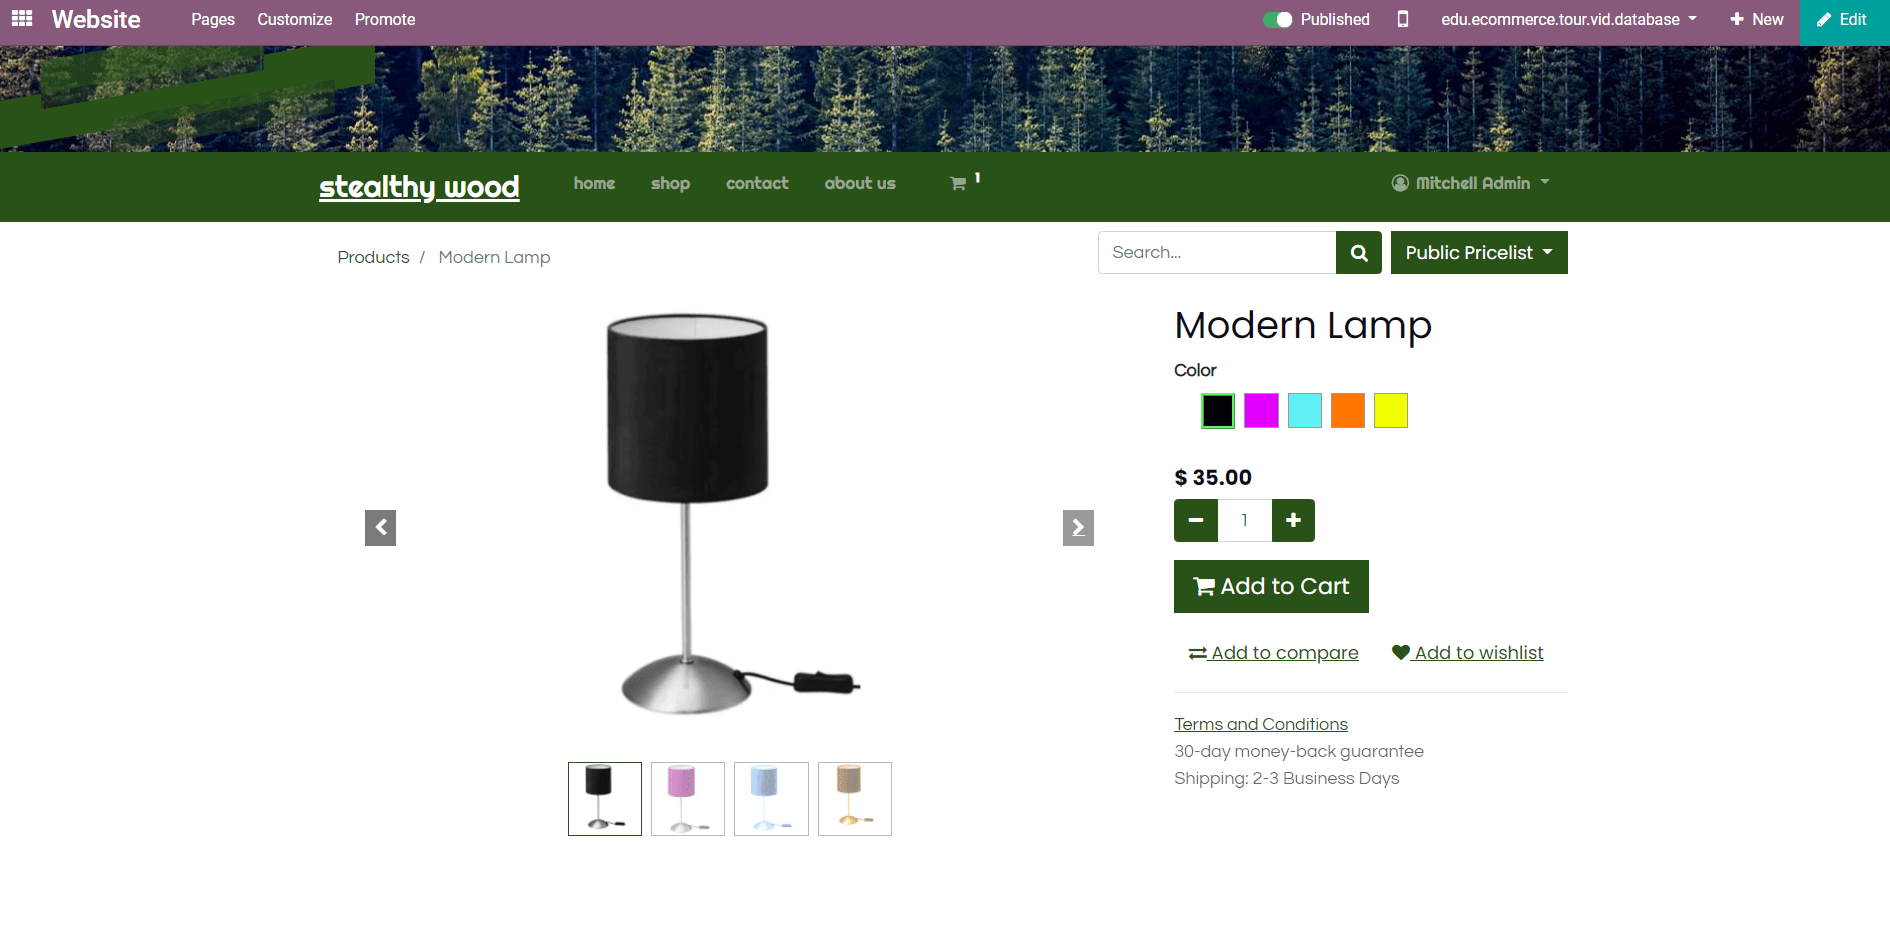 Website Pages Customize Promote Published edu.ecommerce.tour.vid.database New Edit
stealthy wood home shop contact about us 1 Mitchell Admin
Products / Modern Lamp Search... Public Pricelist
Modern Lamp
Color
$ 35.00
1
Add to Cart
Add to compare Add to wishlist
Terms and Conditions
30-day money-back guarantee
Shipping: 2-3 Business Days